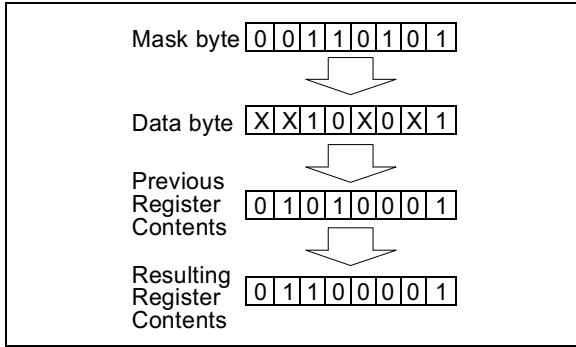 Mask byte 0 0 1 1 0 1 0 1
Data byte X X 1 0 X 0 X 1
Previous
Register 0 1 0 1 0 0 0 1
Contents
Resulting
Register 0 1 1 0 0 0 0 1
Contents